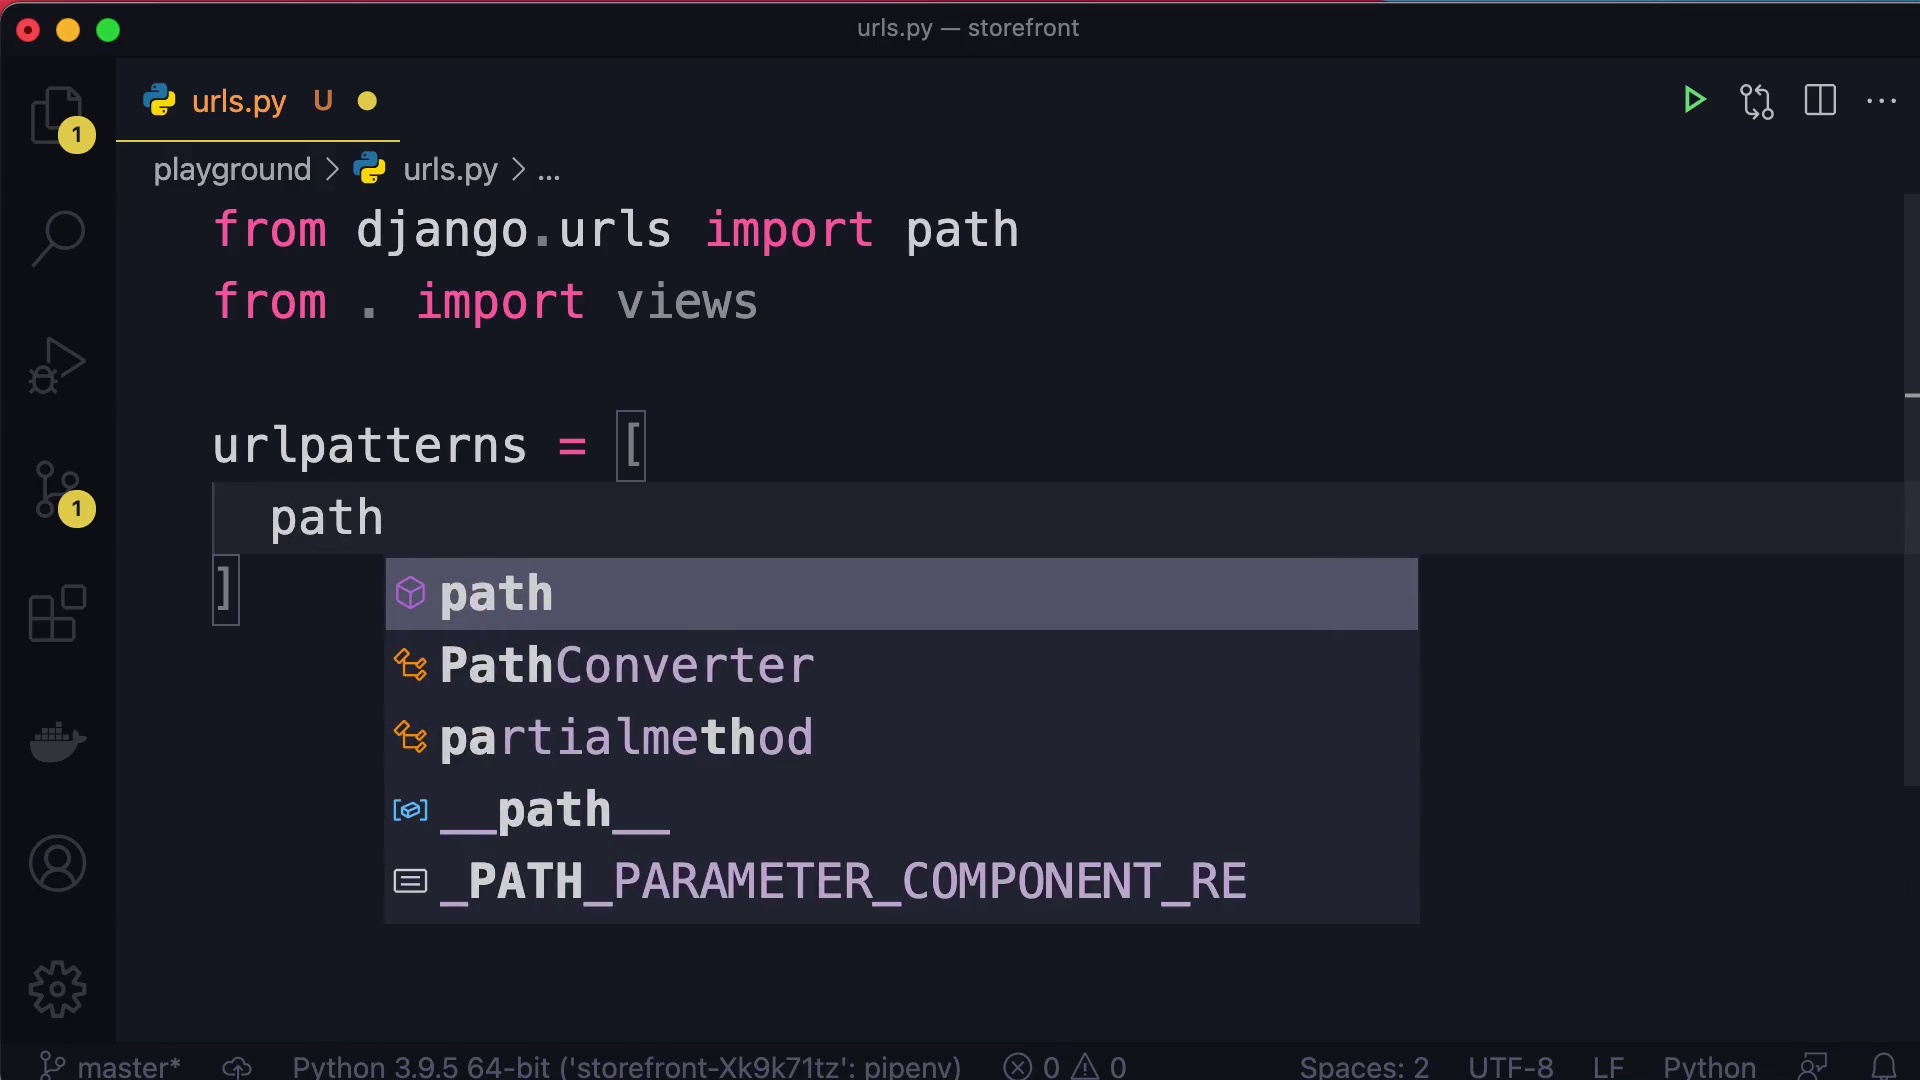 urls.py — storefront
urls.py U
1
playground > urls.py > ...
from django.urls import path
from . import views
urlpatterns = [
path
]
path
PathConverter
partialmethod
__path__
_PATH_PARAMETER_COMPONENT_RE
1
master* Python 3.9.5 64-bit ('storefront-Xk9k71tz': pipenv) 0 0 Spaces: 2 UTF-8 LF Python